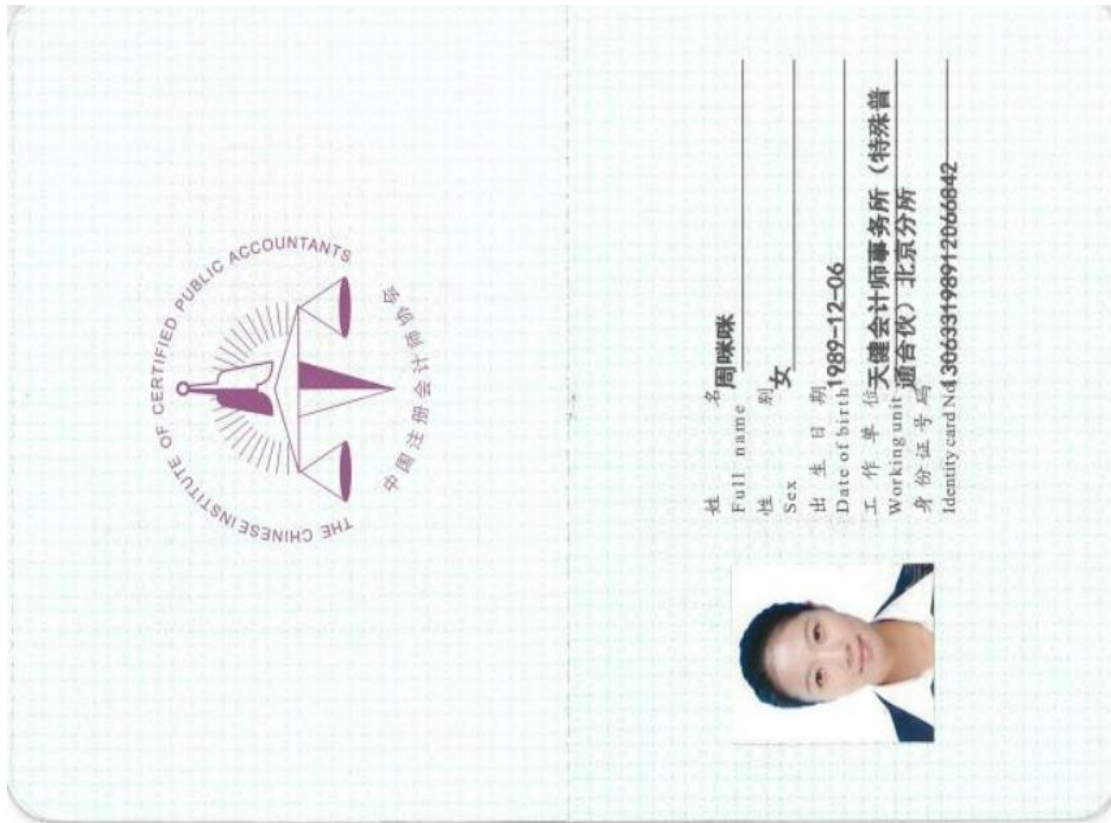 THE CHINESE INSTITUTE OF CERTIFIED PUBLIC ACCOUNTANTS
中国注册会计师协会
姓 名 周咪咪
Full name
性 别 女
Sex
出 生 日 期 1989-12-06
Date of birth
工 作 单 位 天健会计师事务所（特殊普
Working unit 通合伙）北京分所
身 份 证 号 码
Identity card No. 130633198912066842